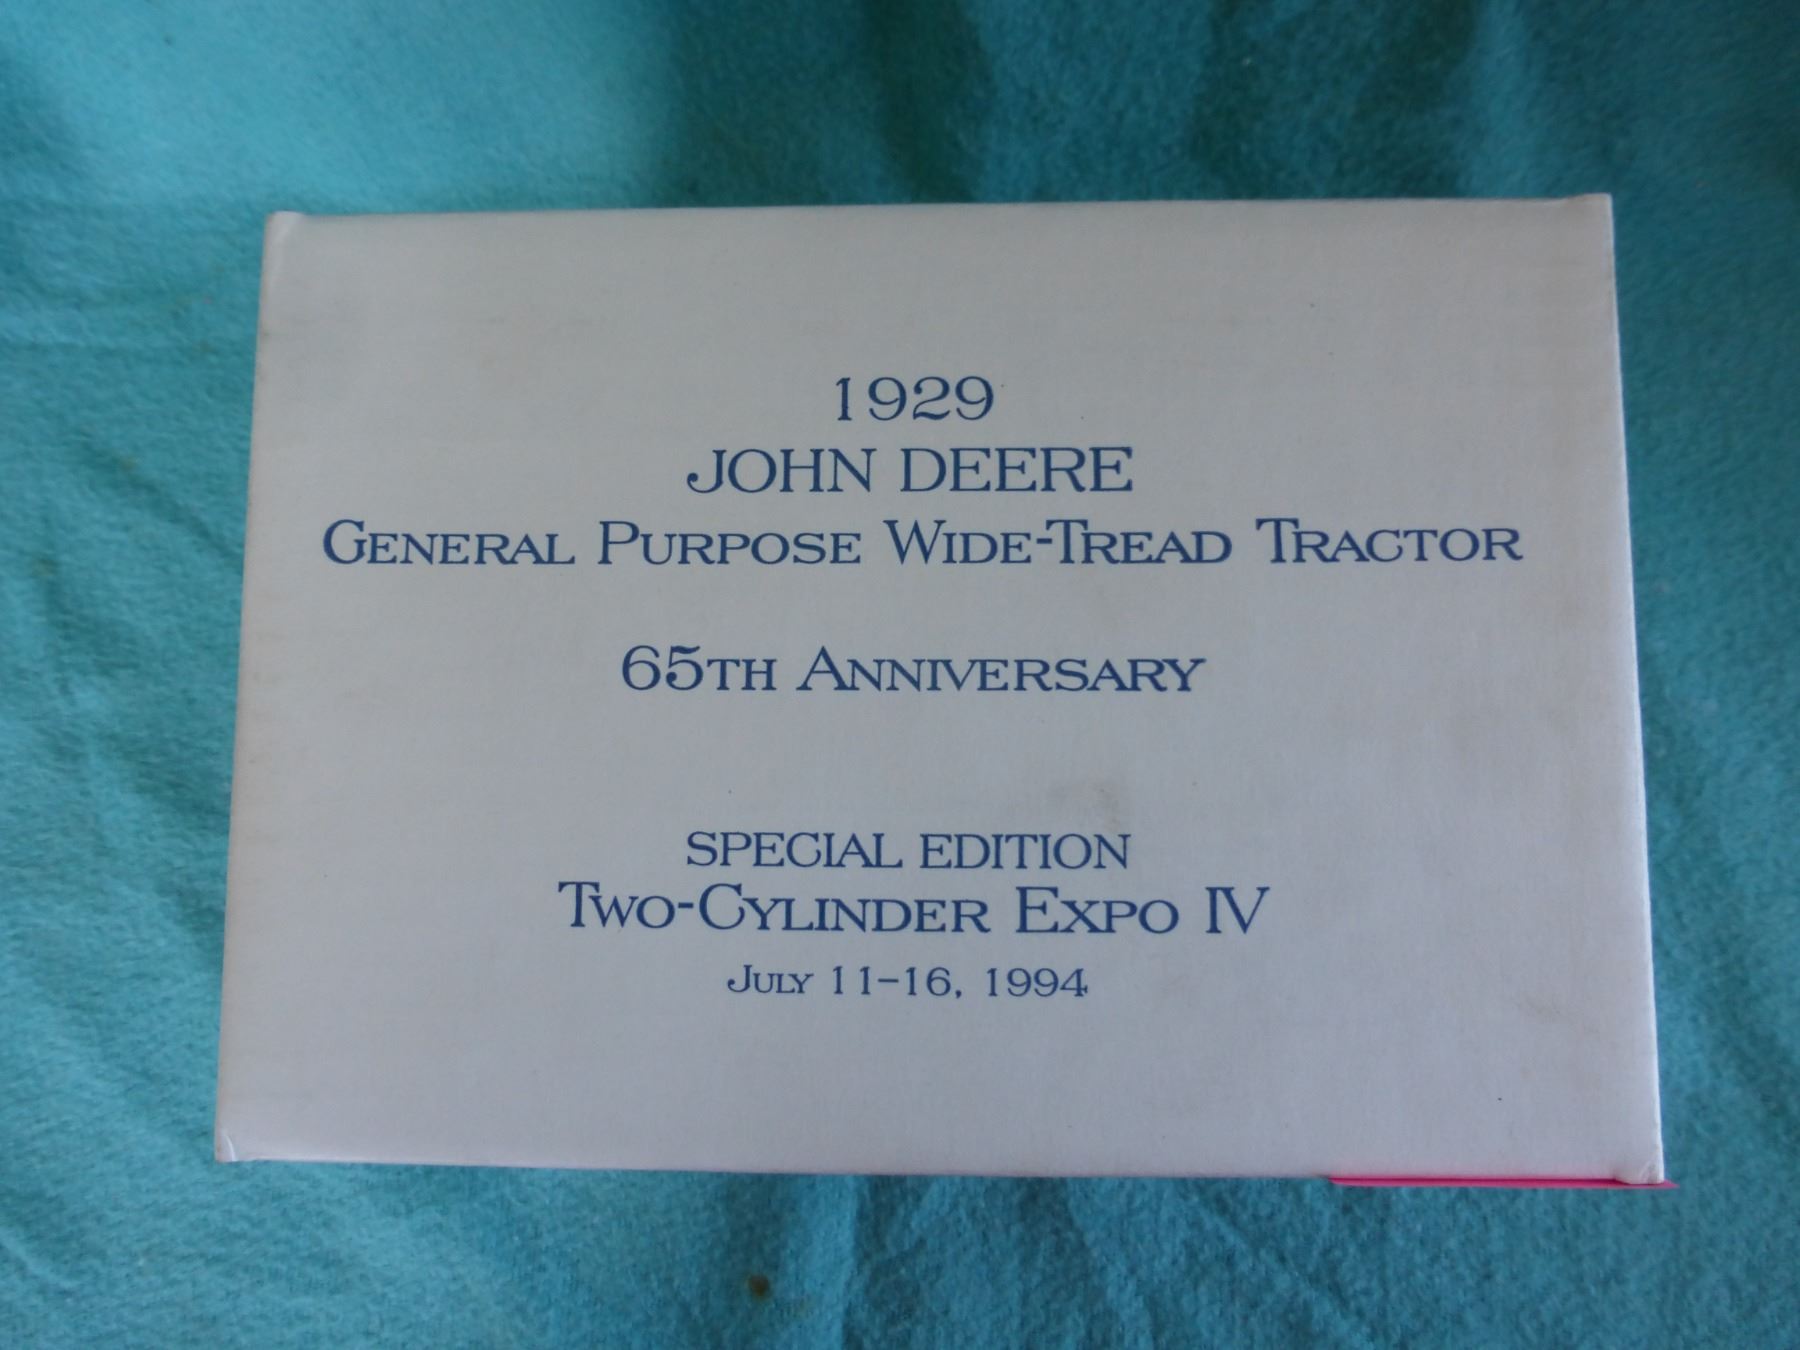 1929
JOHN DEERE
GENERAL PURPOSE WIDE-TREAD TRACTOR
65TH ANNIVERSARY
SPECIAL EDITION
TWO-CYLINDER EXPO IV
JULY 11-16, 1994